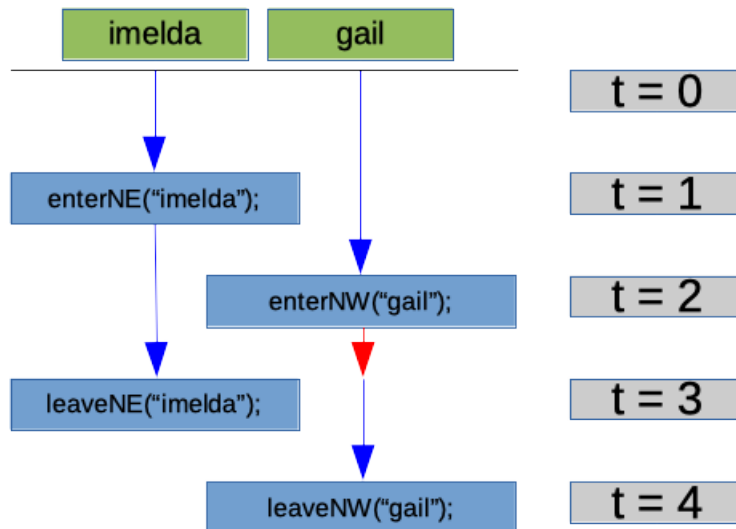 imelda gail
t = 0
enterNE(“imelda”); t = 1
enterNW(“gail”); t = 2
leaveNE(“imelda”); t = 3
leaveNW(“gail”); t = 4